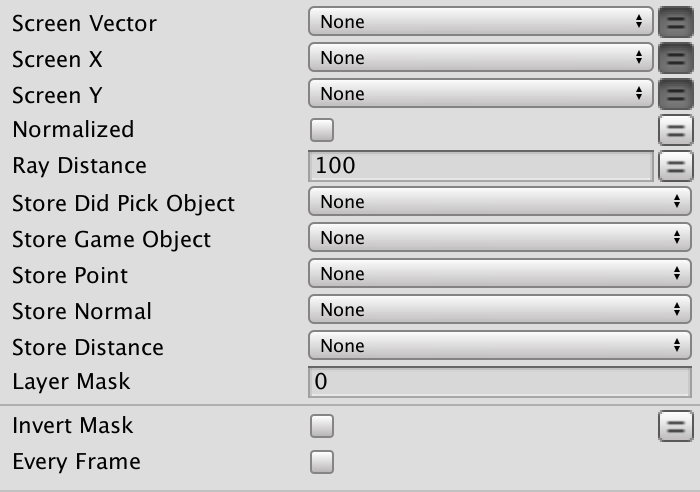 Screen Vector None
Screen X None
Screen Y None
Normalized
Ray Distance 100
Store Did Pick Object None
Store Game Object None
Store Point None
Store Normal None
Store Distance None
Layer Mask 0
Invert Mask
Every Frame